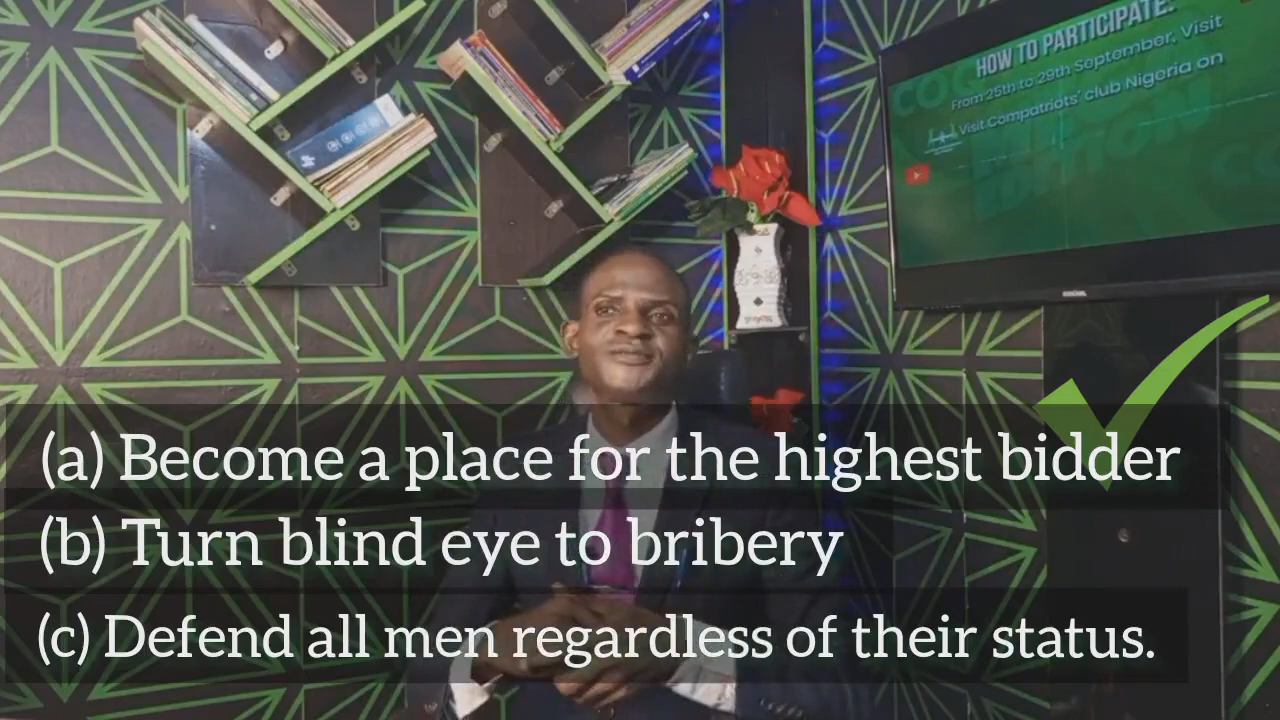 HOW TO PARTICIPATE:
From 25th to 29th September, Visit
Visit Compatriots' club Nigeria on
(a) Become a place for the highest bidder
(b) Turn blind eye to bribery
(c) Defend all men regardless of their status.